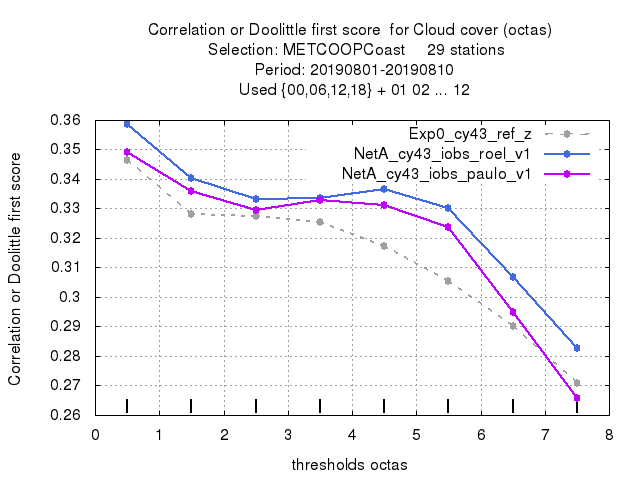 Correlation or Doolittle first score  for Cloud cover (octas)
Selection: METCOOPCoast     29 stations
Period: 20190801-20190810
Used {00,06,12,18} + 01 02 ... 12
Exp0_cy43_ref_z
NetA_cy43_iobs_roel_v1
NetA_cy43_iobs_paulo_v1
Correlation or Doolittle first score
0.36
0.35
0.34
0.33
0.32
0.31
0.3
0.29
0.28
0.27
0.26
0 1 2 3 4 5 6 7 8
thresholds octas